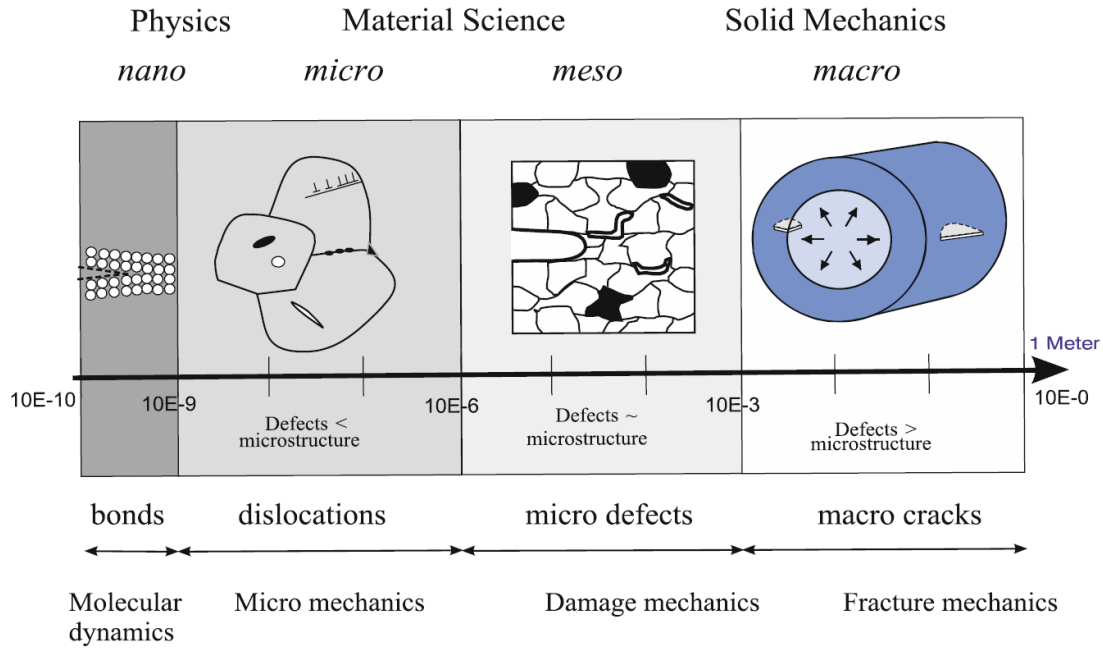 Physics Material Science Solid Mechanics
nano micro meso macro
1 Meter
10E-10 10E-9 10E-6 10E-3 10E-0
Defects <
microstructure
Defects ~
microstructure
Defects >
microstructure
bonds dislocations micro defects macro cracks
Molecular
dynamics
Micro mechanics
Damage mechanics
Fracture mechanics